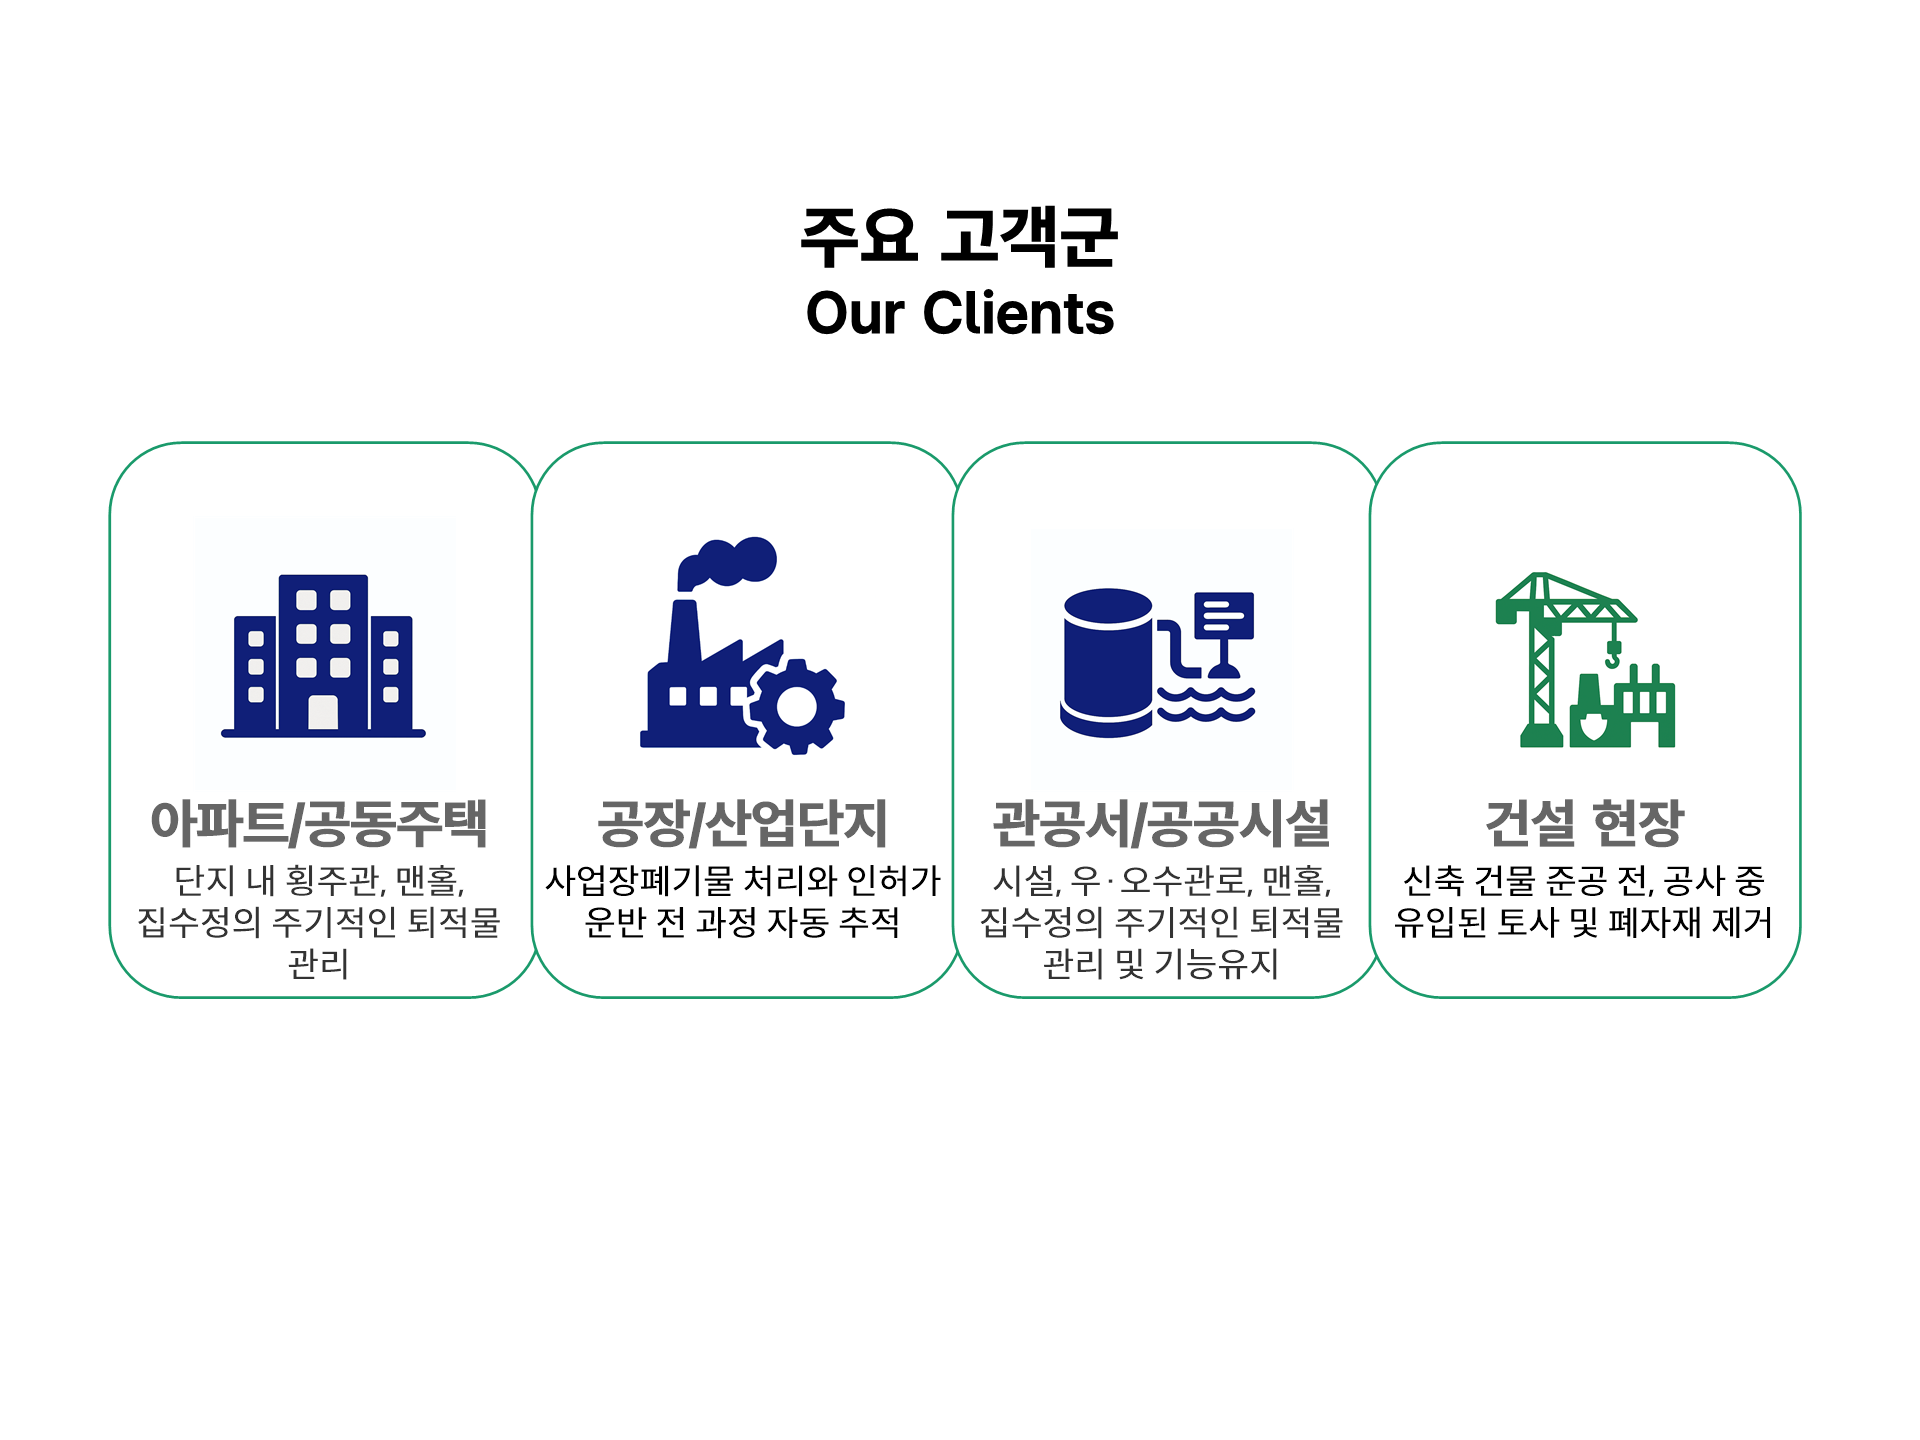 주요 고객군
Our Clients
아파트/공동주택
단지 내 횡주관, 맨홀,
집수정의 주기적인 퇴적물
관리
공장/산업단지
사업장폐기물 처리와 인허가
운반 전 과정 자동 추적
관공서/공공시설
시설, 우·오수관로, 맨홀,
집수정의 주기적인 퇴적물
관리 및 기능유지
건설 현장
신축 건물 준공 전, 공사 중
유입된 토사 및 폐자재 제거